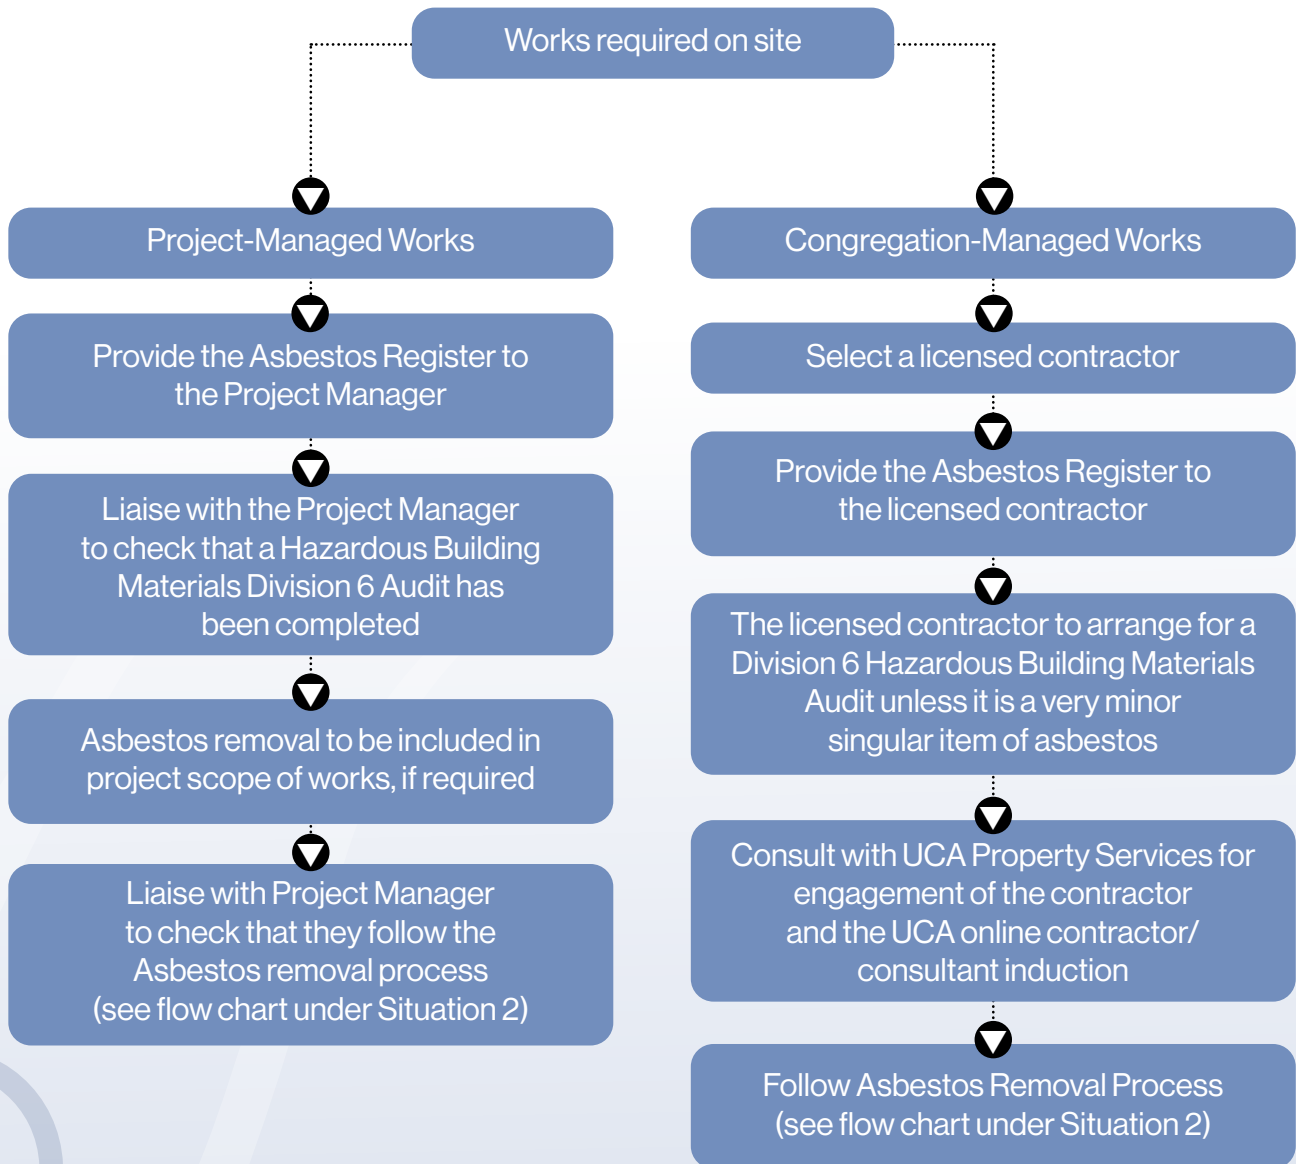 Works required on site
Project-Managed Works
Provide the Asbestos Register to
the Project Manager
Liaise with the Project Manager
to check that a Hazardous Building
Materials Division 6 Audit has
been completed
Asbestos removal to be included in
project scope of works, if required
Liaise with Project Manager
to check that they follow the
Asbestos removal process
(see flow chart under Situation 2)
Congregation-Managed Works
Select a licensed contractor
Provide the Asbestos Register to
the licensed contractor
The licensed contractor to arrange for a
Division 6 Hazardous Building Materials
Audit unless it is a very minor
singular item of asbestos
Consult with UCA Property Services for
engagement of the contractor
and the UCA online contractor/
consultant induction
Follow Asbestos Removal Process
(see flow chart under Situation 2)